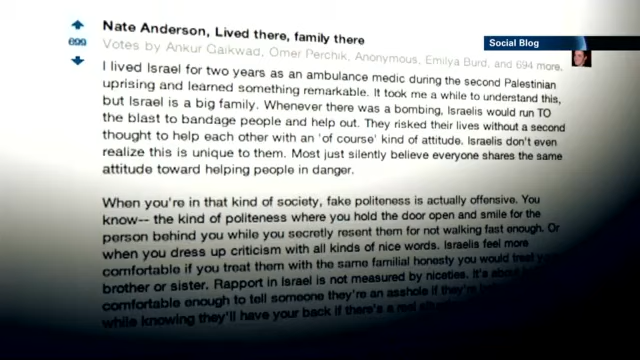 Nate Anderson, Lived there, family there
Social Blog
699
Votes by Ankur Gaikwad, Omer Perchik, Anonymous, Emilya Burd, and 694 more.
I lived Israel for two years as an ambulance medic during the second Palestinian
uprising and learned something remarkable. It took me a while to understand this,
but Israel is a big family. Whenever there was a bombing, Israelis would run TO
the blast to bandage people and help out. They risked their lives without a second
thought to help each other with an 'of course' kind of attitude. Israelis don't even
realize this is unique to them. Most just silently believe everyone shares the same
attitude toward helping people in danger.
When you're in that kind of society, fake politeness is actually offensive. You
know-- the kind of politeness where you hold the door open and smile for the
person behind you while you secretly resent them for not walking fast enough. Or
when you dress up criticism with all kinds of nice words. Israelis feel more
comfortable if you treat them with the same familial honesty you would treat
brother or sister. Rapport in Israel is not measured by niceties. It's about
comfortable enough to tell someone they're an asshole if they're
while knowing they'll have your back if there's a real